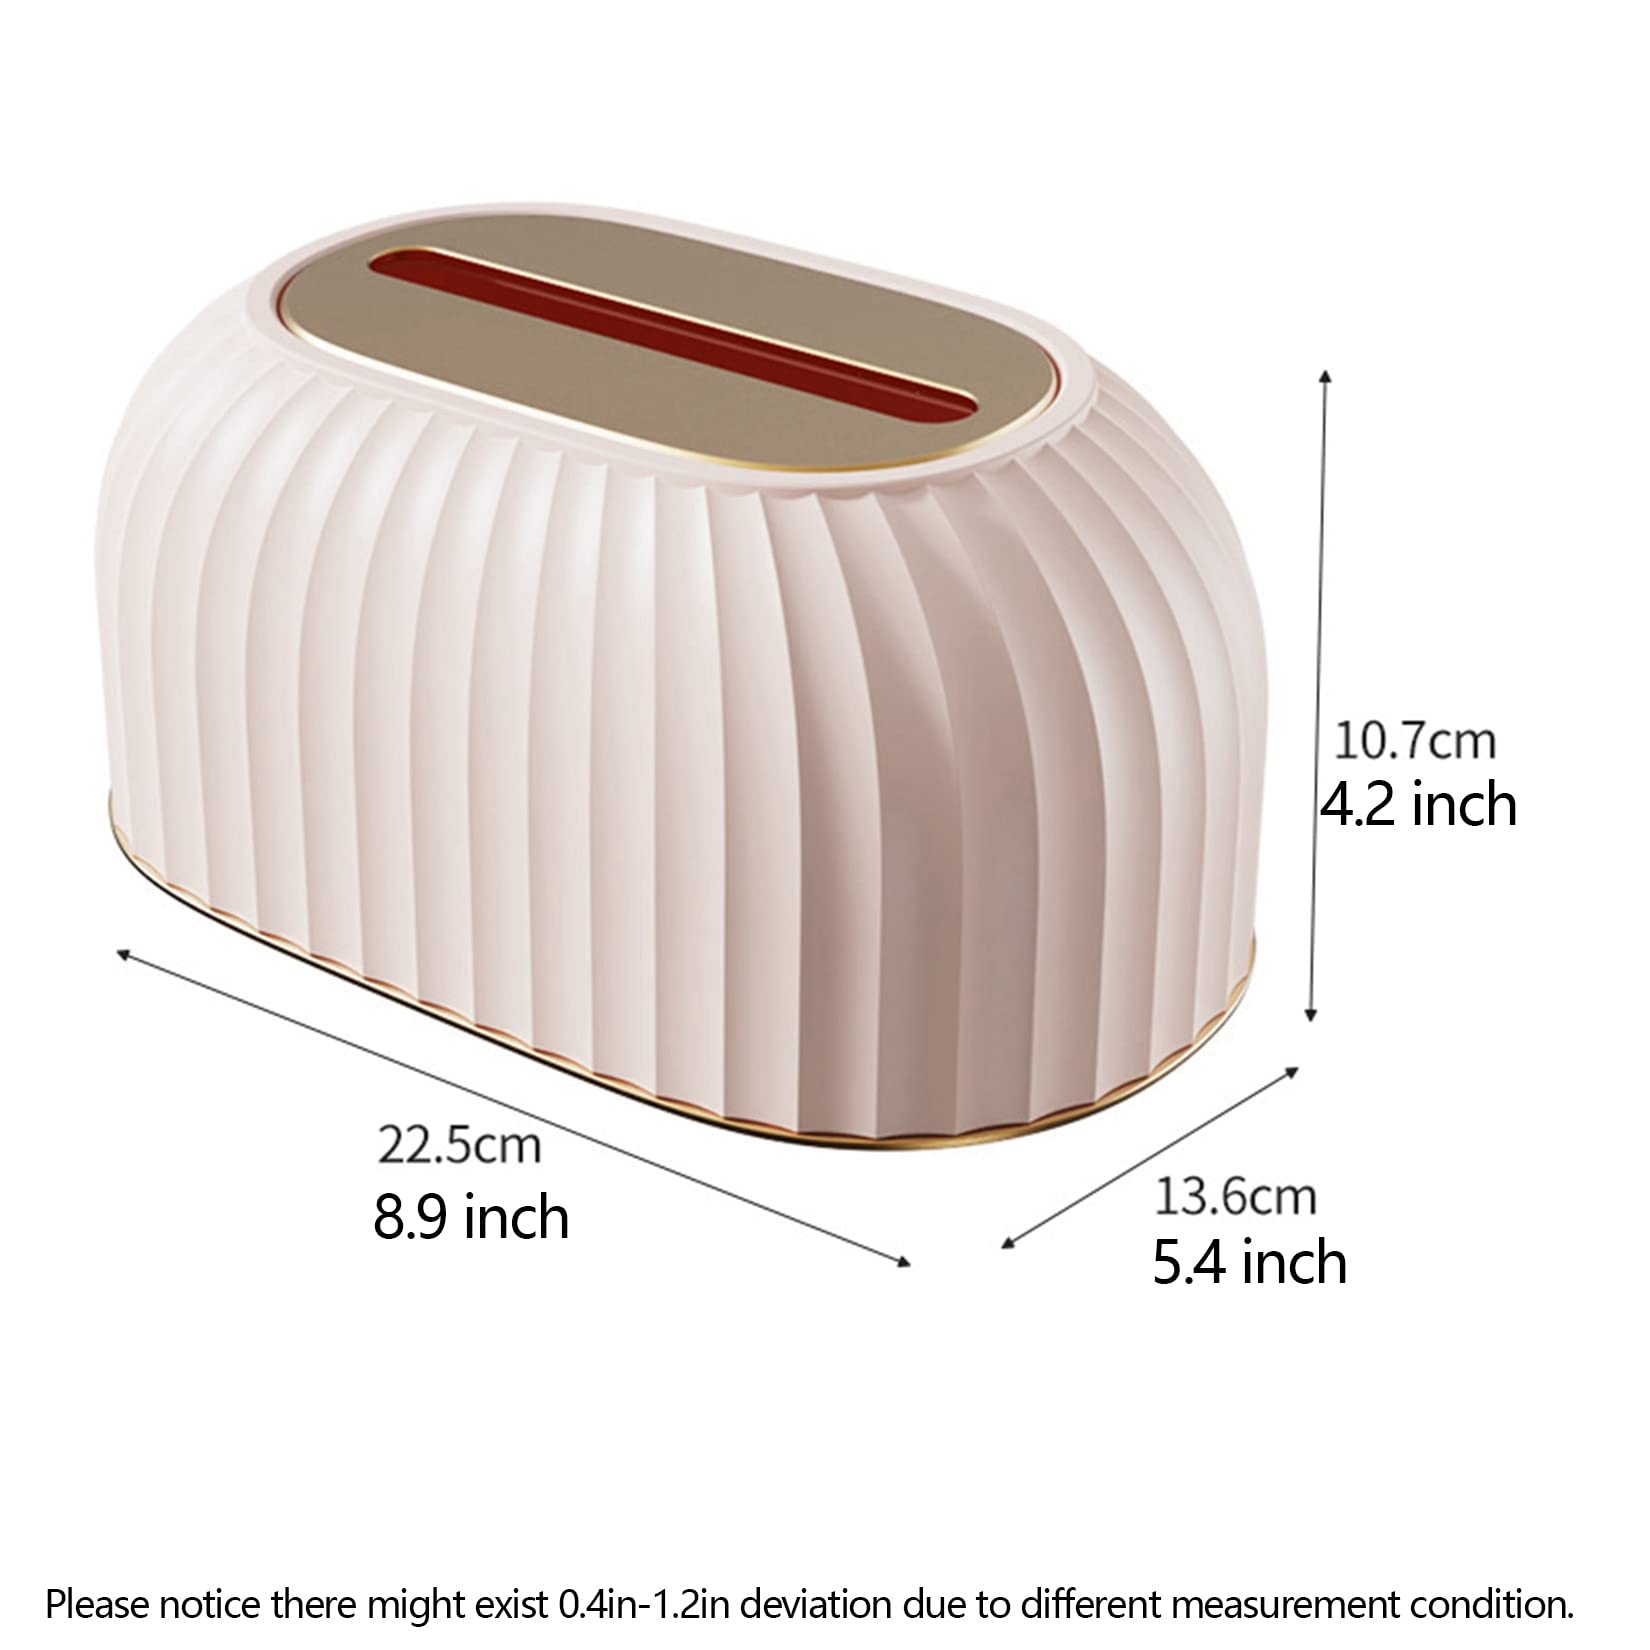 10.7cm
4.2 inch
22.5cm
8.9 inch
13.6cm
5.4 inch
Please notice there might exist 0.4in-1.2in deviation due to different measurement condition.